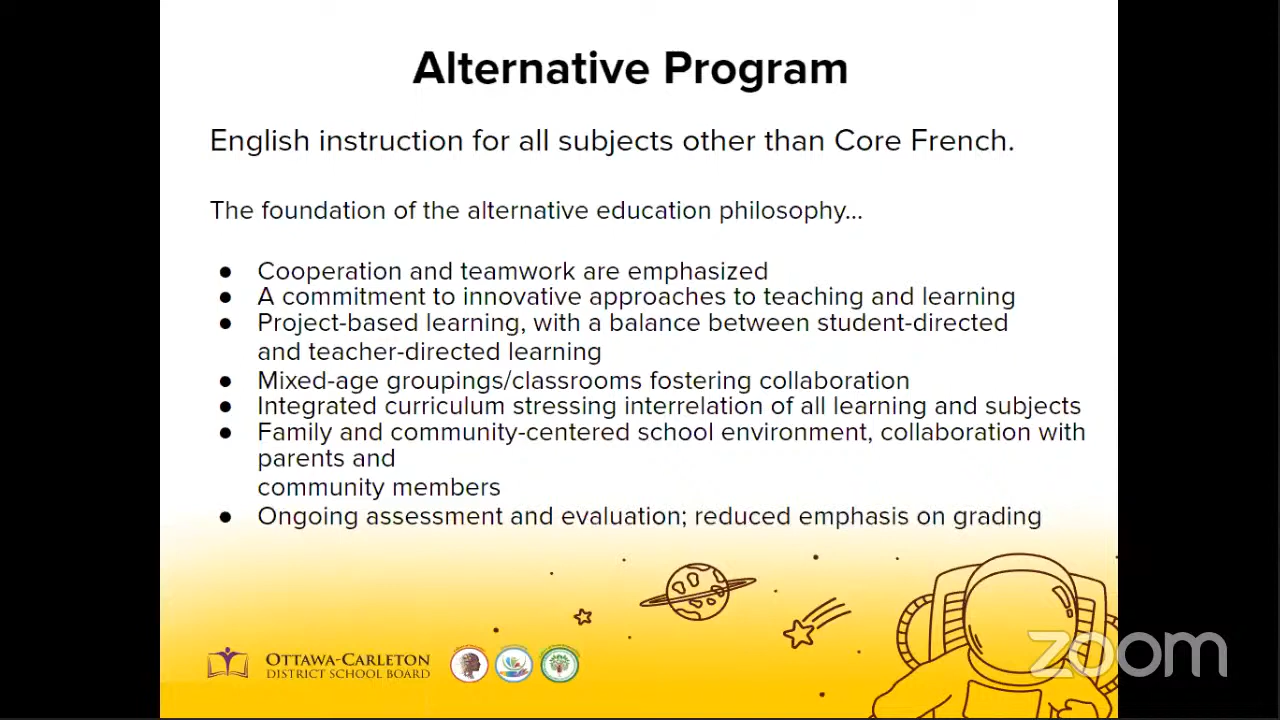 Alternative Program
English instruction for all subjects other than Core French.
The foundation of the alternative education philosophy...
● Cooperation and teamwork are emphasized
● A commitment to innovative approaches to teaching and learning
● Project-based learning, with a balance between student-directed
and teacher-directed learning
● Mixed-age groupings/classrooms fostering collaboration
● Integrated curriculum stressing interrelation of all learning and subjects
● Family and community-centered school environment, collaboration with
parents and
community members
● Ongoing assessment and evaluation; reduced emphasis on grading
OTTAWA-CARLETON
DISTRICT SCHOOL BOARD
zoom